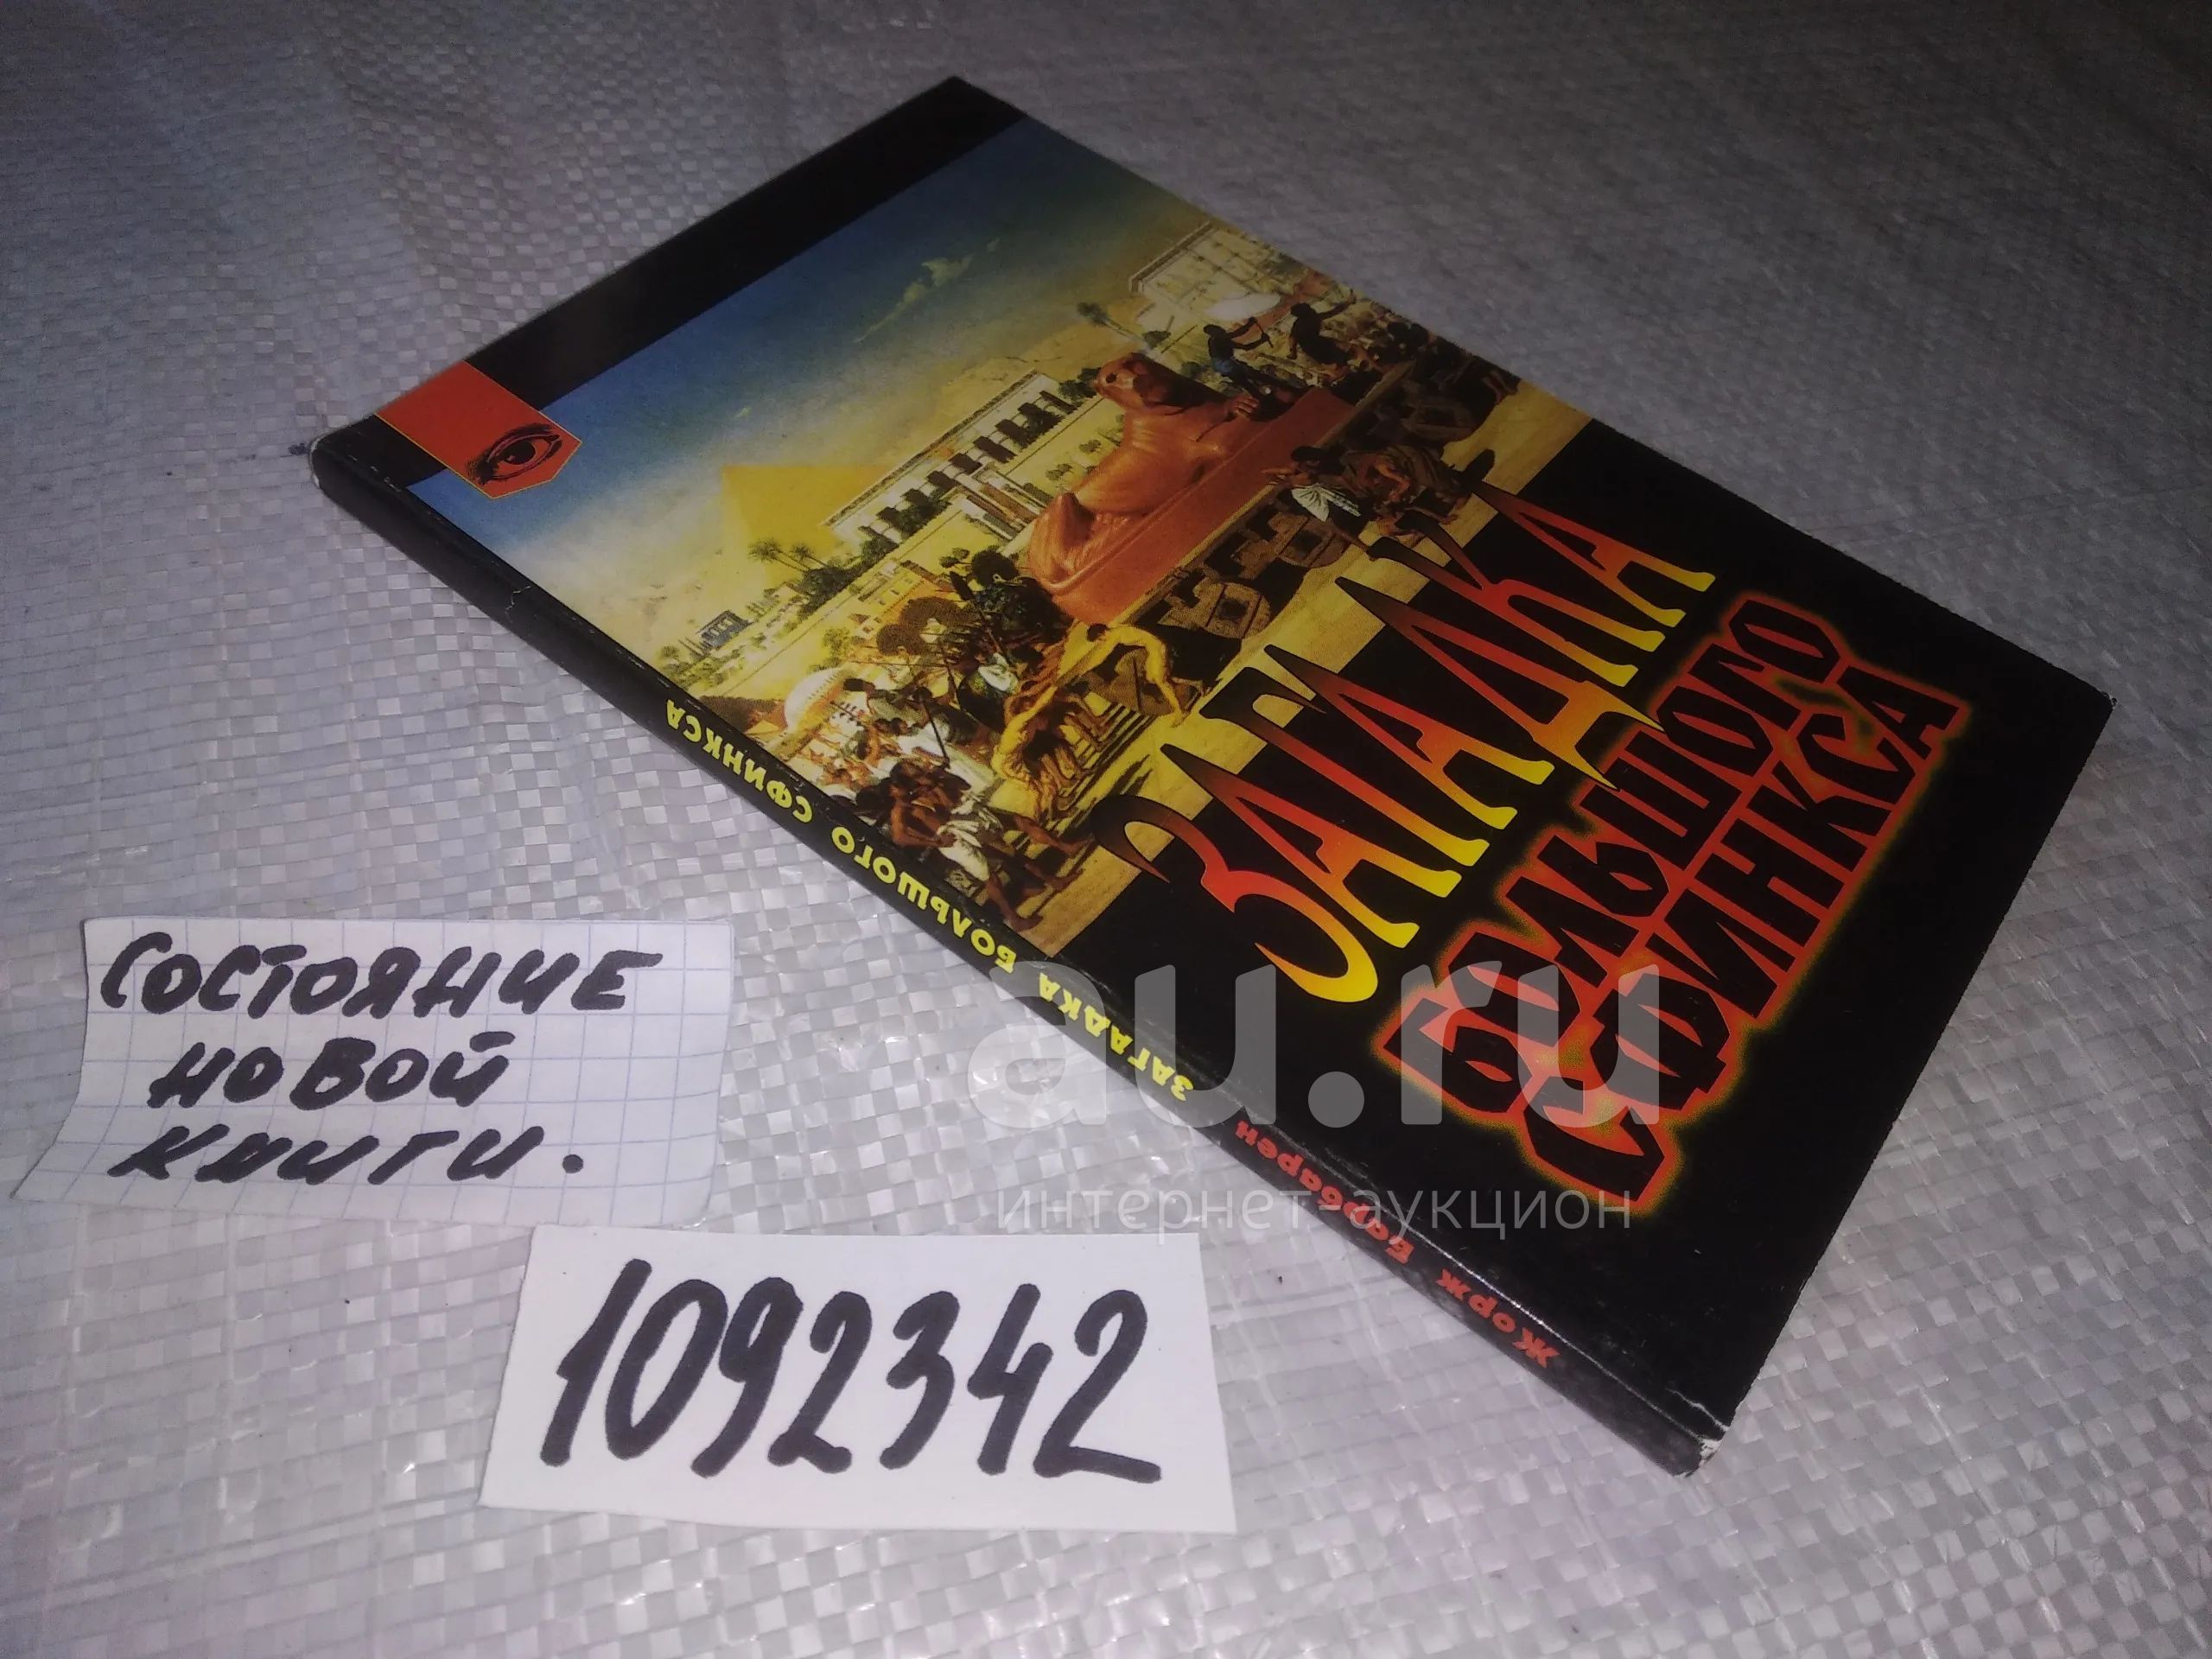 ЗАГАДКА
БОЛЬШОГО
СФИНКСА
Жорж Барбарен ЗАГАДКА БОЛЬШОГО СФИНКСА
au.ru
интернет-аукцион
СОСТОЯНИЕ
НОВОЙ
КНИГИ.
1092342